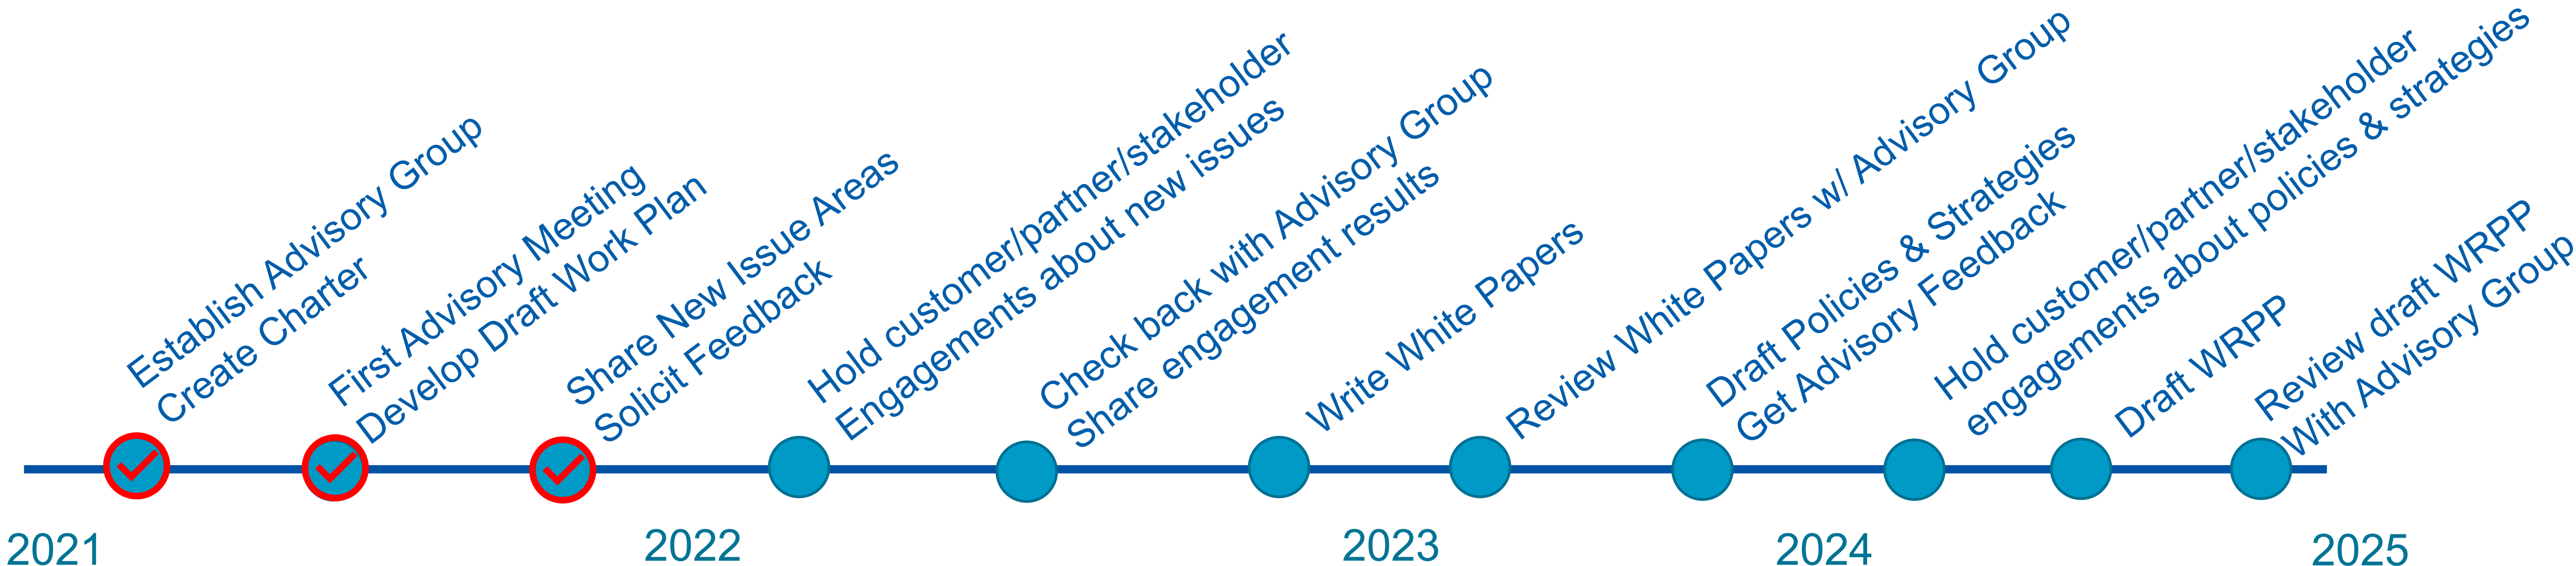 Establish Advisory Group
Create Charter
First Advisory Meeting
Develop Draft Work Plan
Share New Issue Areas
Solicit Feedback
Hold customer/partner/stakeholder
Engagements about new issues
Check back with Advisory Group
Share engagement results
Write White Papers
Review White Papers w/ Advisory Group
Draft Policies & Strategies
Get Advisory Feedback
Hold customer/partner/stakeholder
engagements about policies & strategies
Draft WRPP
Review draft WRPP
With Advisory Group
2021
2022
2023
2024
2025